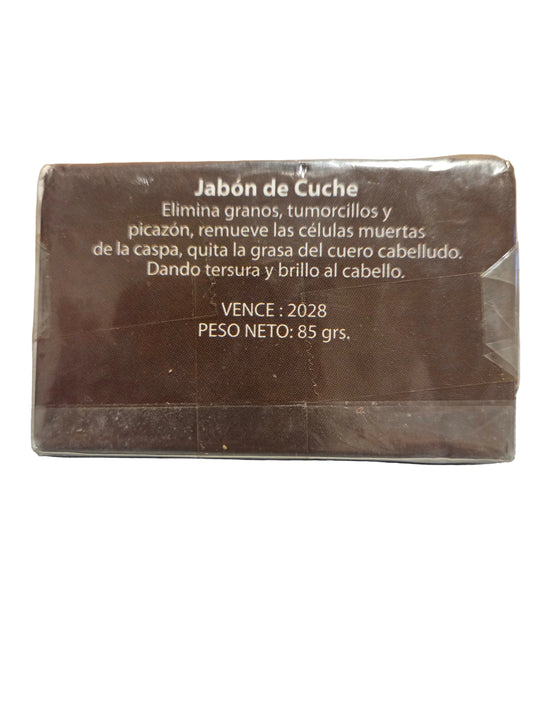 Jabón de Cuche
Elimina granos, tumorcillos y
picazón, remueve las células muertas
de la caspa, quita la grasa del cuero cabelludo.
Dando tersura y brillo al cabello.
VENCE : 2028
PESO NETO: 85 grs.